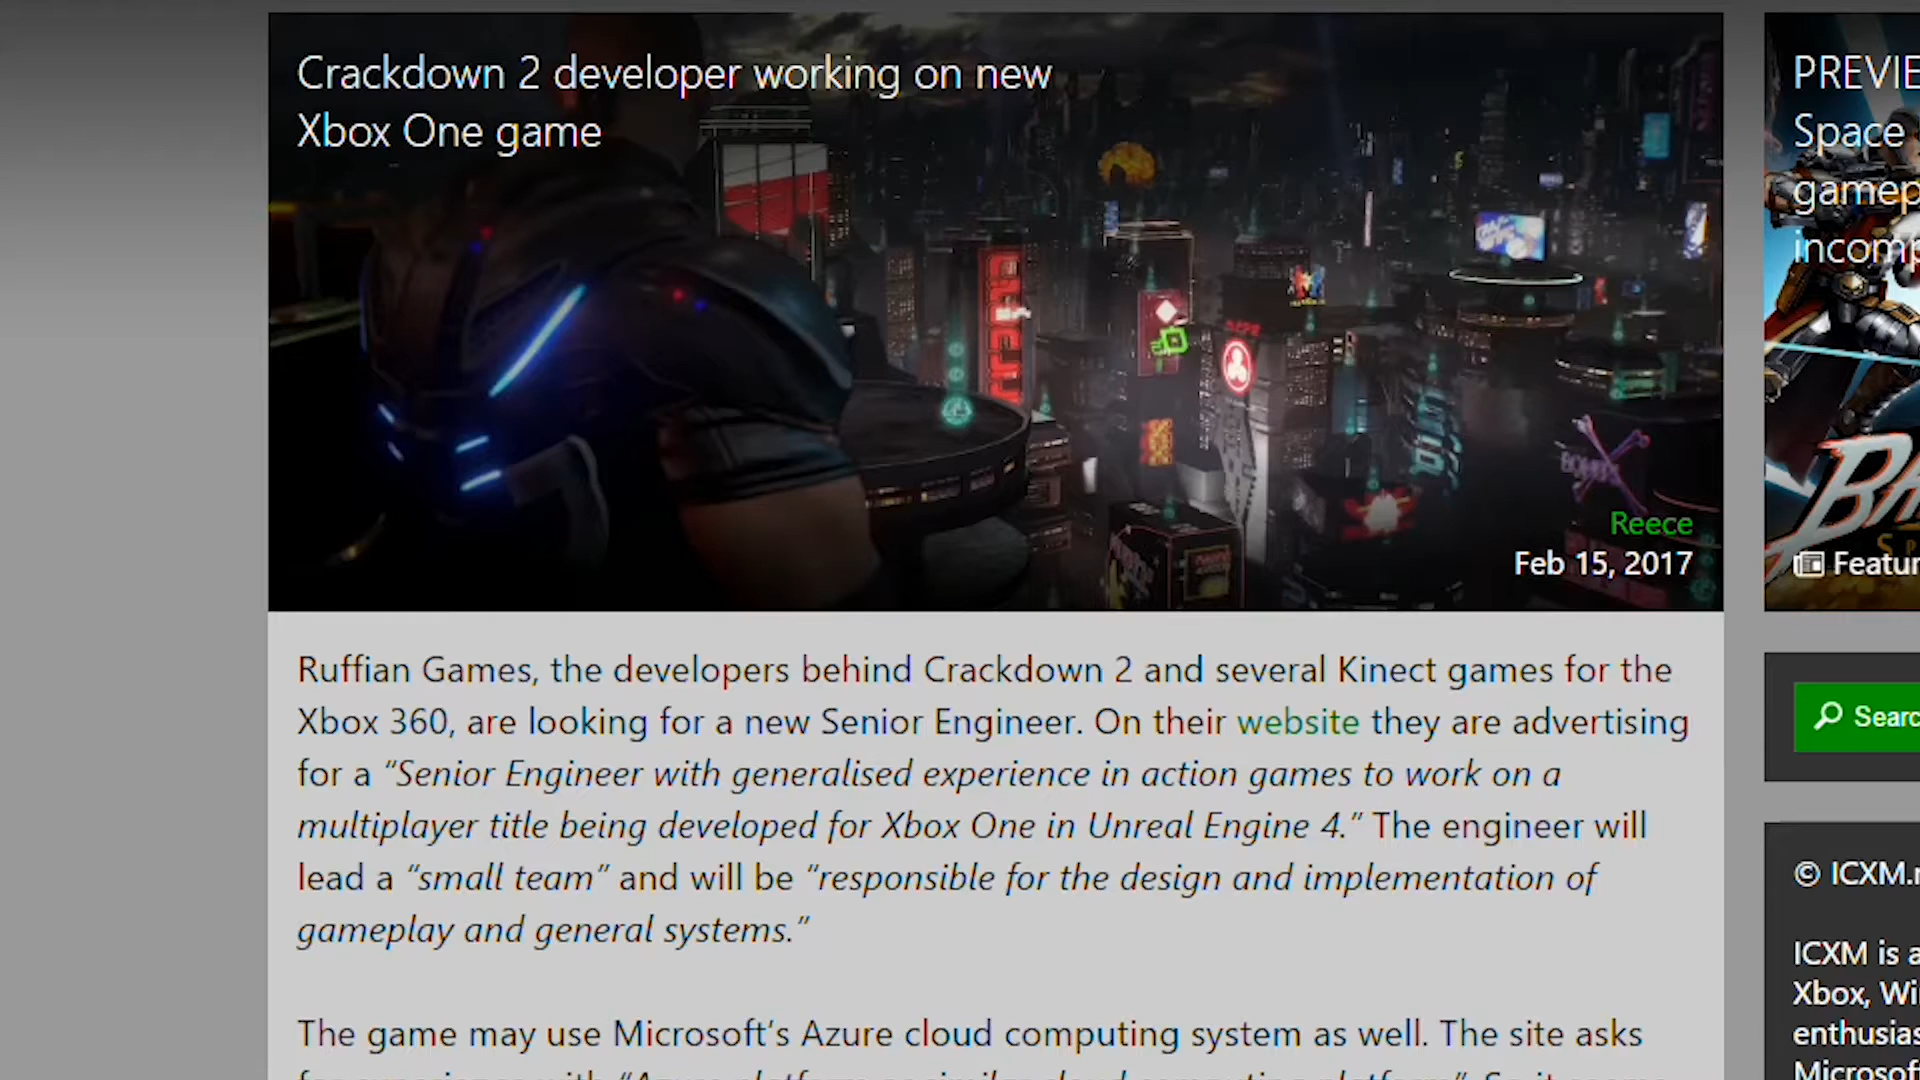 Crackdown 2 developer working on new
Xbox One game
Reece
Feb 15, 2017
Ruffian Games, the developers behind Crackdown 2 and several Kinect games for the
Xbox 360, are looking for a new Senior Engineer. On their website they are advertising
for a “Senior Engineer with generalised experience in action games to work on a
multiplayer title being developed for Xbox One in Unreal Engine 4.” The engineer will
lead a “small team” and will be “responsible for the design and implementation of
gameplay and general systems.”
The game may use Microsoft’s Azure cloud computing system as well. The site asks
PREVIE
Space
gamep
incomp
BA
Featur
Searc
© ICXM.
ICXM is a
Xbox, Wi
enthusias
Microsof